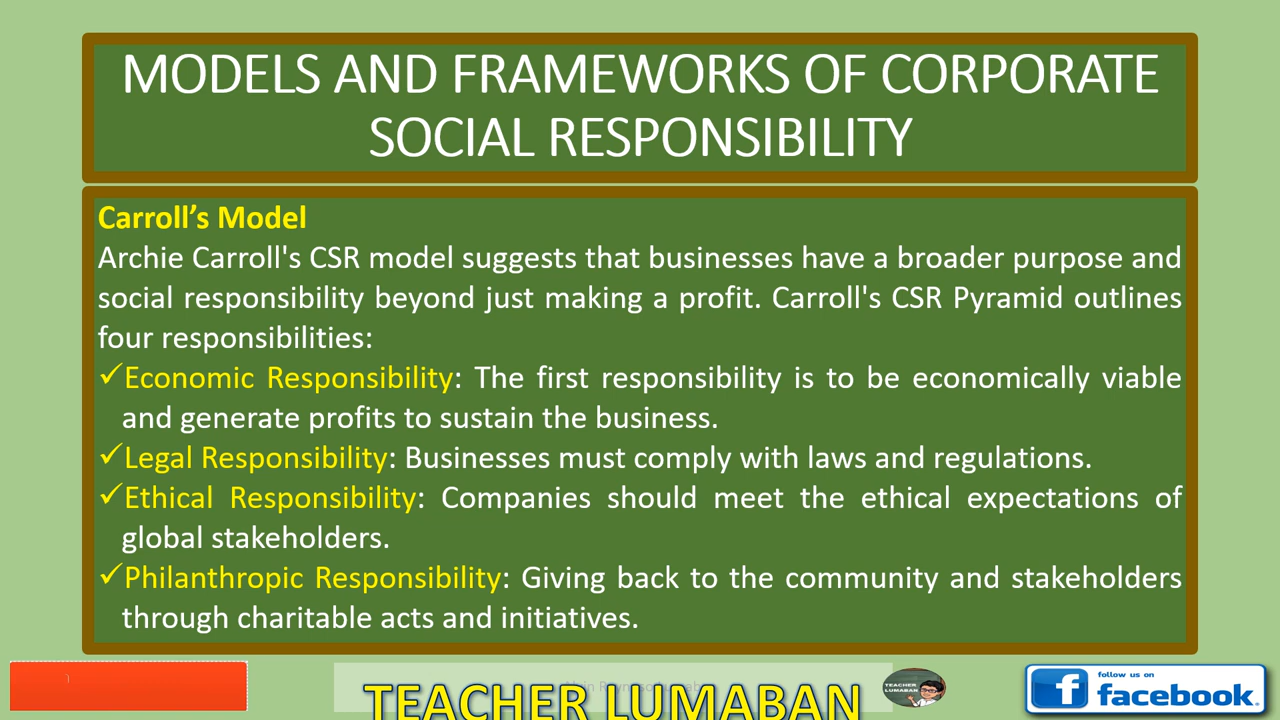 MODELS AND FRAMEWORKS OF CORPORATE
SOCIAL RESPONSIBILITY
Carroll’s Model
Archie Carroll's CSR model suggests that businesses have a broader purpose and
social responsibility beyond just making a profit. Carroll's CSR Pyramid outlines
four responsibilities:
✓Economic Responsibility: The first responsibility is to be economically viable
and generate profits to sustain the business.
✓Legal Responsibility: Businesses must comply with laws and regulations.
✓Ethical Responsibility: Companies should meet the ethical expectations of
global stakeholders.
✓Philanthropic Responsibility: Giving back to the community and stakeholders
through charitable acts and initiatives.
TEACHER LUMABAN
TEACHER
LUMABAN
follow us on
facebook.